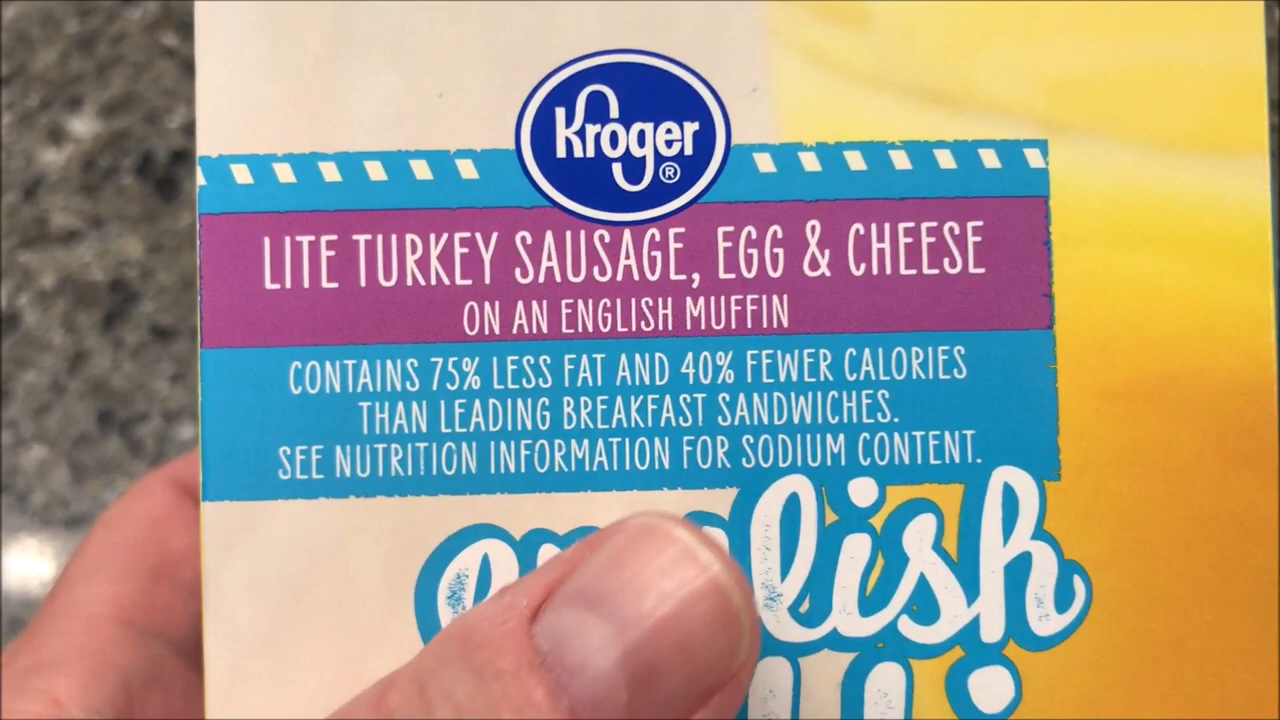 Kroger®
LITE TURKEY SAUSAGE, EGG & CHEESE
ON AN ENGLISH MUFFIN
CONTAINS 75% LESS FAT AND 40% FEWER CALORIES
THAN LEADING BREAKFAST SANDWICHES.
SEE NUTRITION INFORMATION FOR SODIUM CONTENT.
english